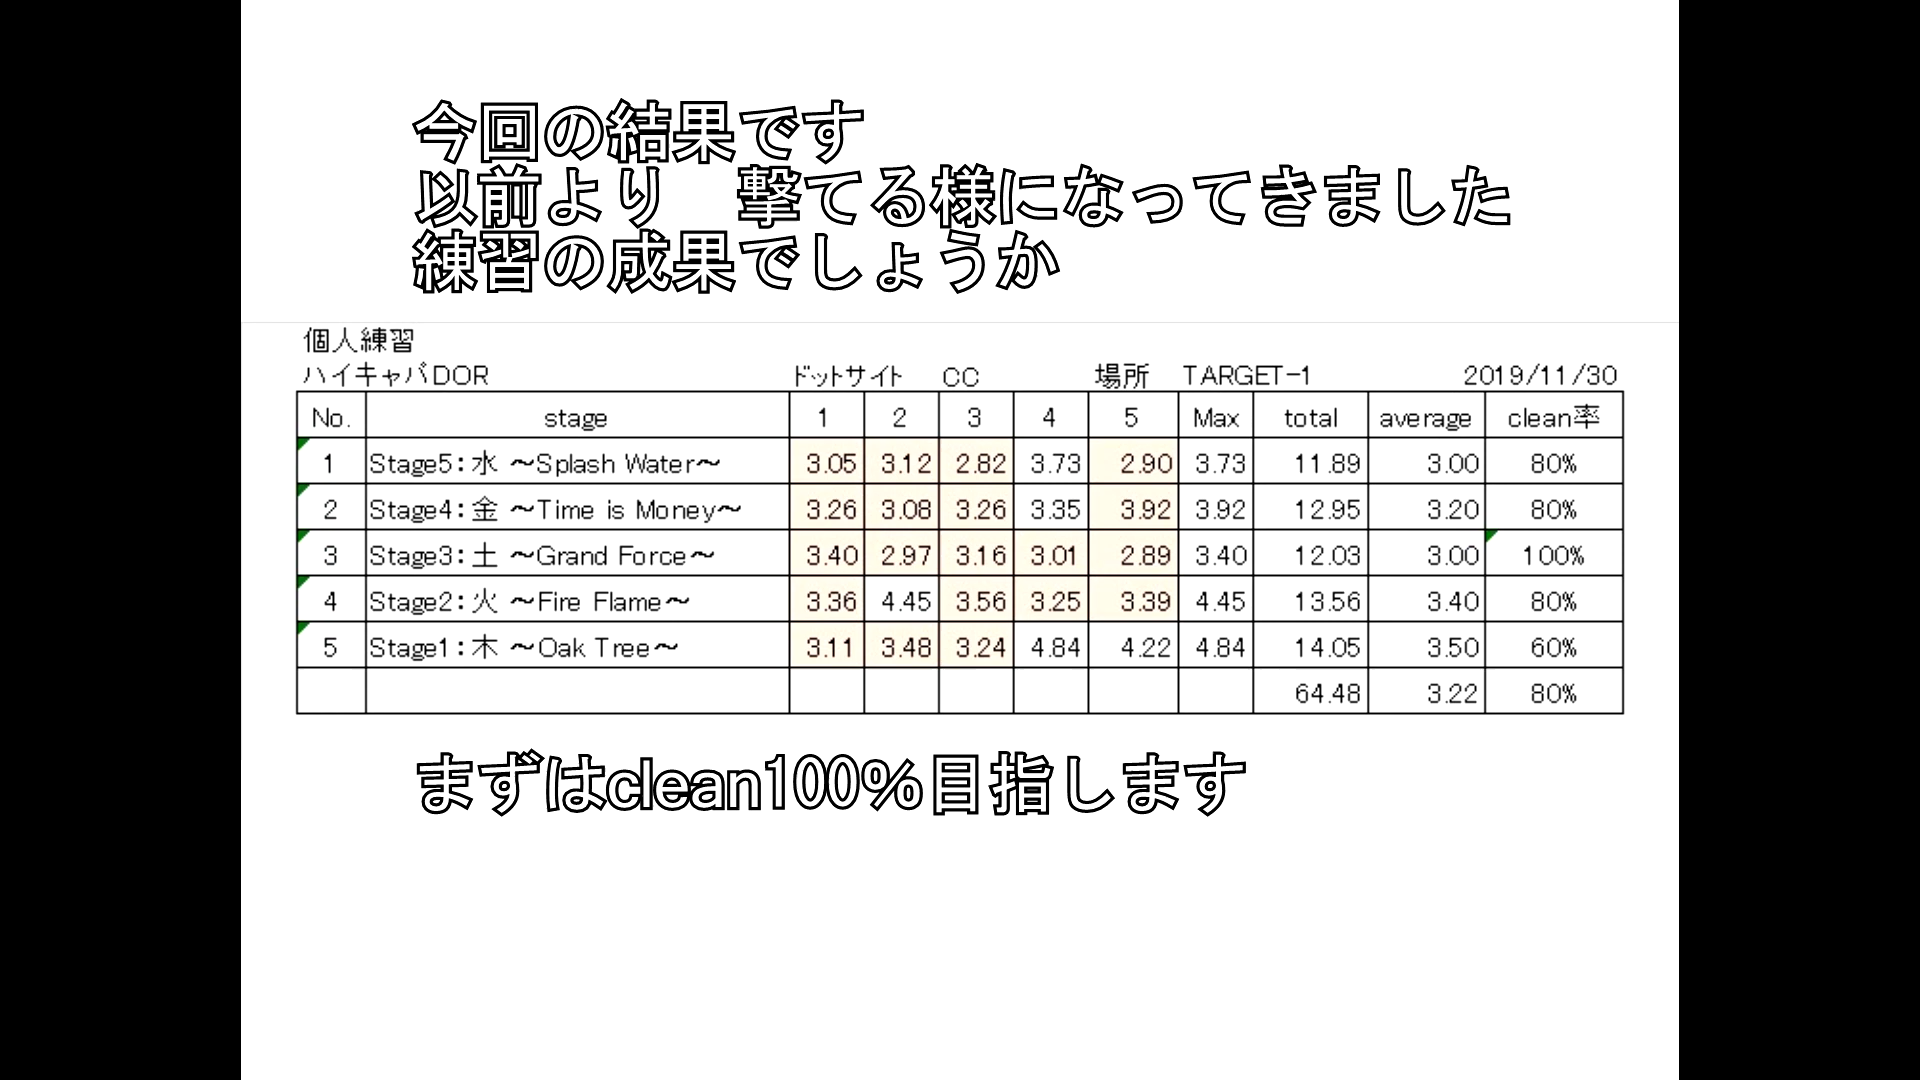 今回の結果です
以前より　撃てる様になってきました
練習の成果でしょうか
個人練習
ハイキャパDOR ドットサイト CC 場所 TARGET-1 2019/11/30
No. stage 1 2 3 4 5 Max total average clean率
1 Stage5:水 ～Splash Water～ 3.05 3.12 2.82 3.73 2.90 3.73 11.89 3.00 80%
2 Stage4:金 ～Time is Money～ 3.26 3.08 3.26 3.35 3.92 3.92 12.95 3.20 80%
3 Stage3:土 ～Grand Force～ 3.40 2.97 3.16 3.01 2.89 3.40 12.03 3.00 100%
4 Stage2:火 ～Fire Flame～ 3.36 4.45 3.56 3.25 3.39 4.45 13.56 3.40 80%
5 Stage1:木 ～Oak Tree～ 3.11 3.48 3.24 4.84 4.22 4.84 14.05 3.50 60%
64.48 3.22 80%
まずはclean100%目指します